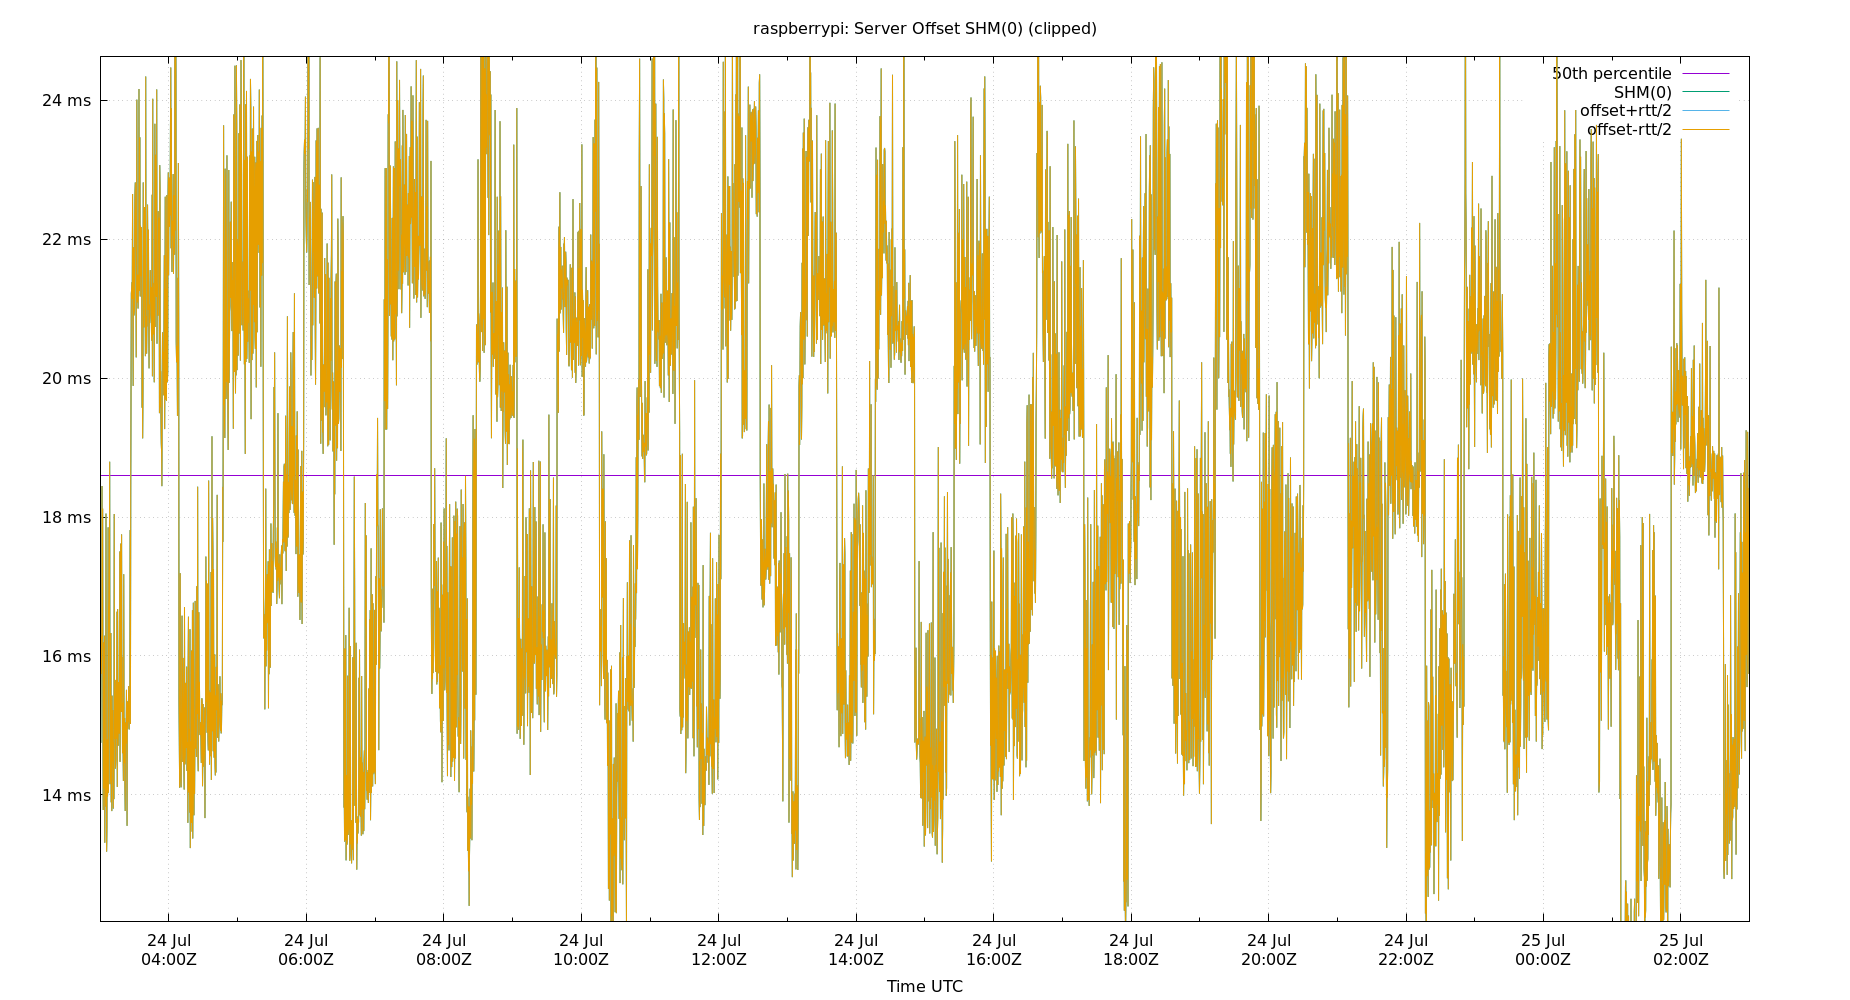 raspberrypi: Server Offset SHM(0) (clipped)
50th percentile
SHM(0)
offset+rtt/2
offset-rtt/2
24 ms
22 ms
20 ms
18 ms
16 ms
14 ms
24 Jul 24 Jul 24 Jul 24 Jul 24 Jul 24 Jul 24 Jul 24 Jul 24 Jul 24 Jul 25 Jul 25 Jul
04:00Z 06:00Z 08:00Z 10:00Z 12:00Z 14:00Z 16:00Z 18:00Z 20:00Z 22:00Z 00:00Z 02:00Z
Time UTC